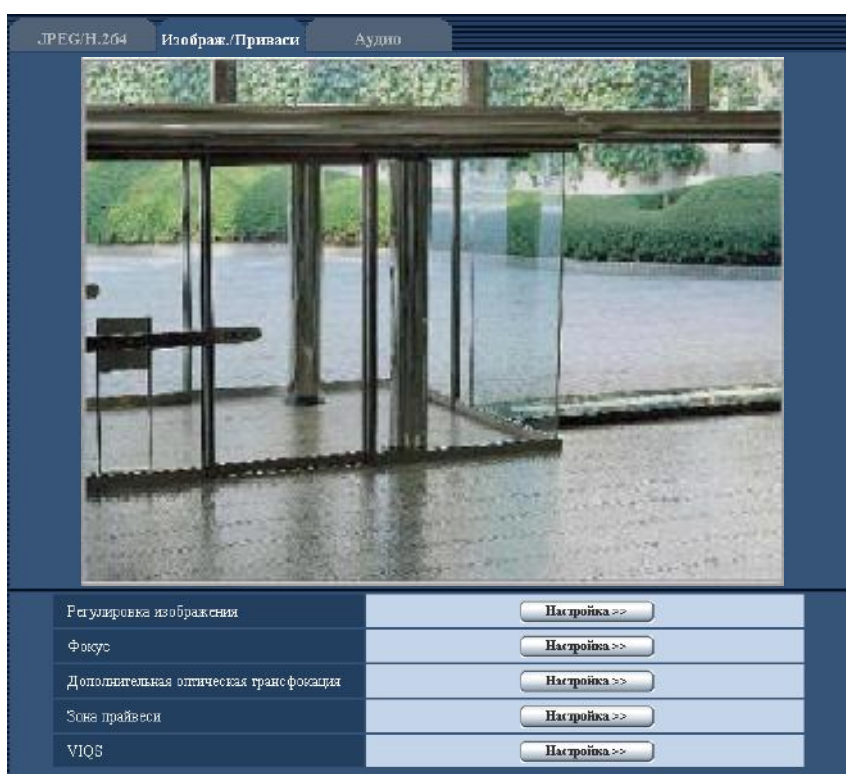 JPEG/H.264 Изображ./Приваси Аудио
Регулировка изображения Настройка>>
Фокус Настройка>>
Дополнительная оптическая трансфокация Настройка>>
Зона прайвеси Настройка>>
VIQS Настройка>>